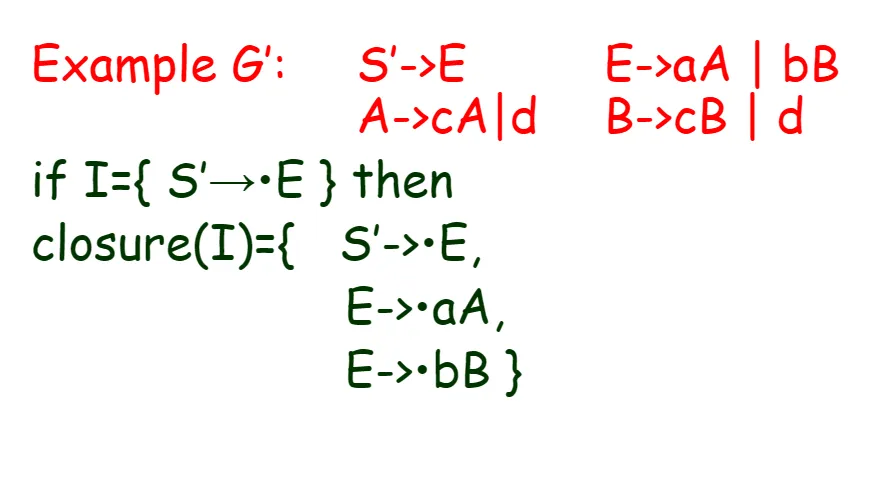 Example G′: S′->E E->aA | bB
A->cA|d B->cB | d
if I={ S′→•E } then
closure(I)={ S′->•E,
E->•aA,
E->•bB }